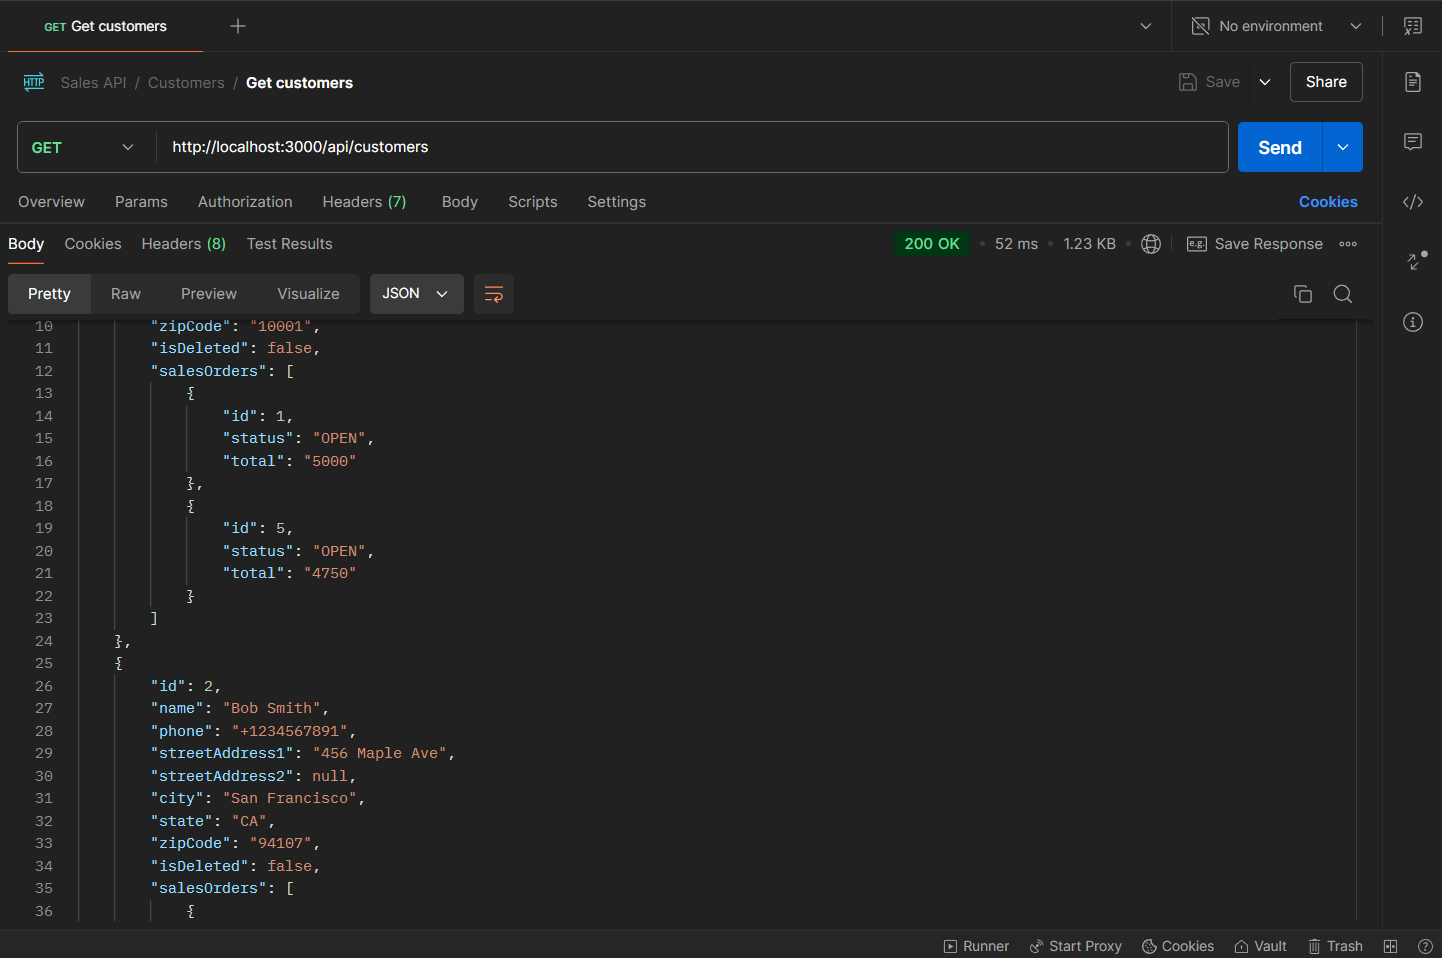 GET Get customers
No environment
HTTP Sales API / Customers / Get customers
Save
Share
GET http://localhost:3000/api/customers
Send
Overview Params Authorization Headers (7) Body Scripts Settings Cookies
Body Cookies Headers (8) Test Results 200 OK 52 ms 1.23 KB e.g. Save Response
Pretty Raw Preview Visualize JSON
10 "zipCode": "10001",
11 "isDeleted": false,
12 "salesOrders": [
13 {
14 "id": 1,
15 "status": "OPEN",
16 "total": "5000"
17 },
18 {
19 "id": 5,
20 "status": "OPEN",
21 "total": "4750"
22 }
23 ]
24 },
25 {
26 "id": 2,
27 "name": "Bob Smith",
28 "phone": "+1234567891",
29 "streetAddress1": "456 Maple Ave",
30 "streetAddress2": null,
31 "city": "San Francisco",
32 "state": "CA",
33 "zipCode": "94107",
34 "isDeleted": false,
35 "salesOrders": [
36 {
Runner Start Proxy Cookies Vault Trash